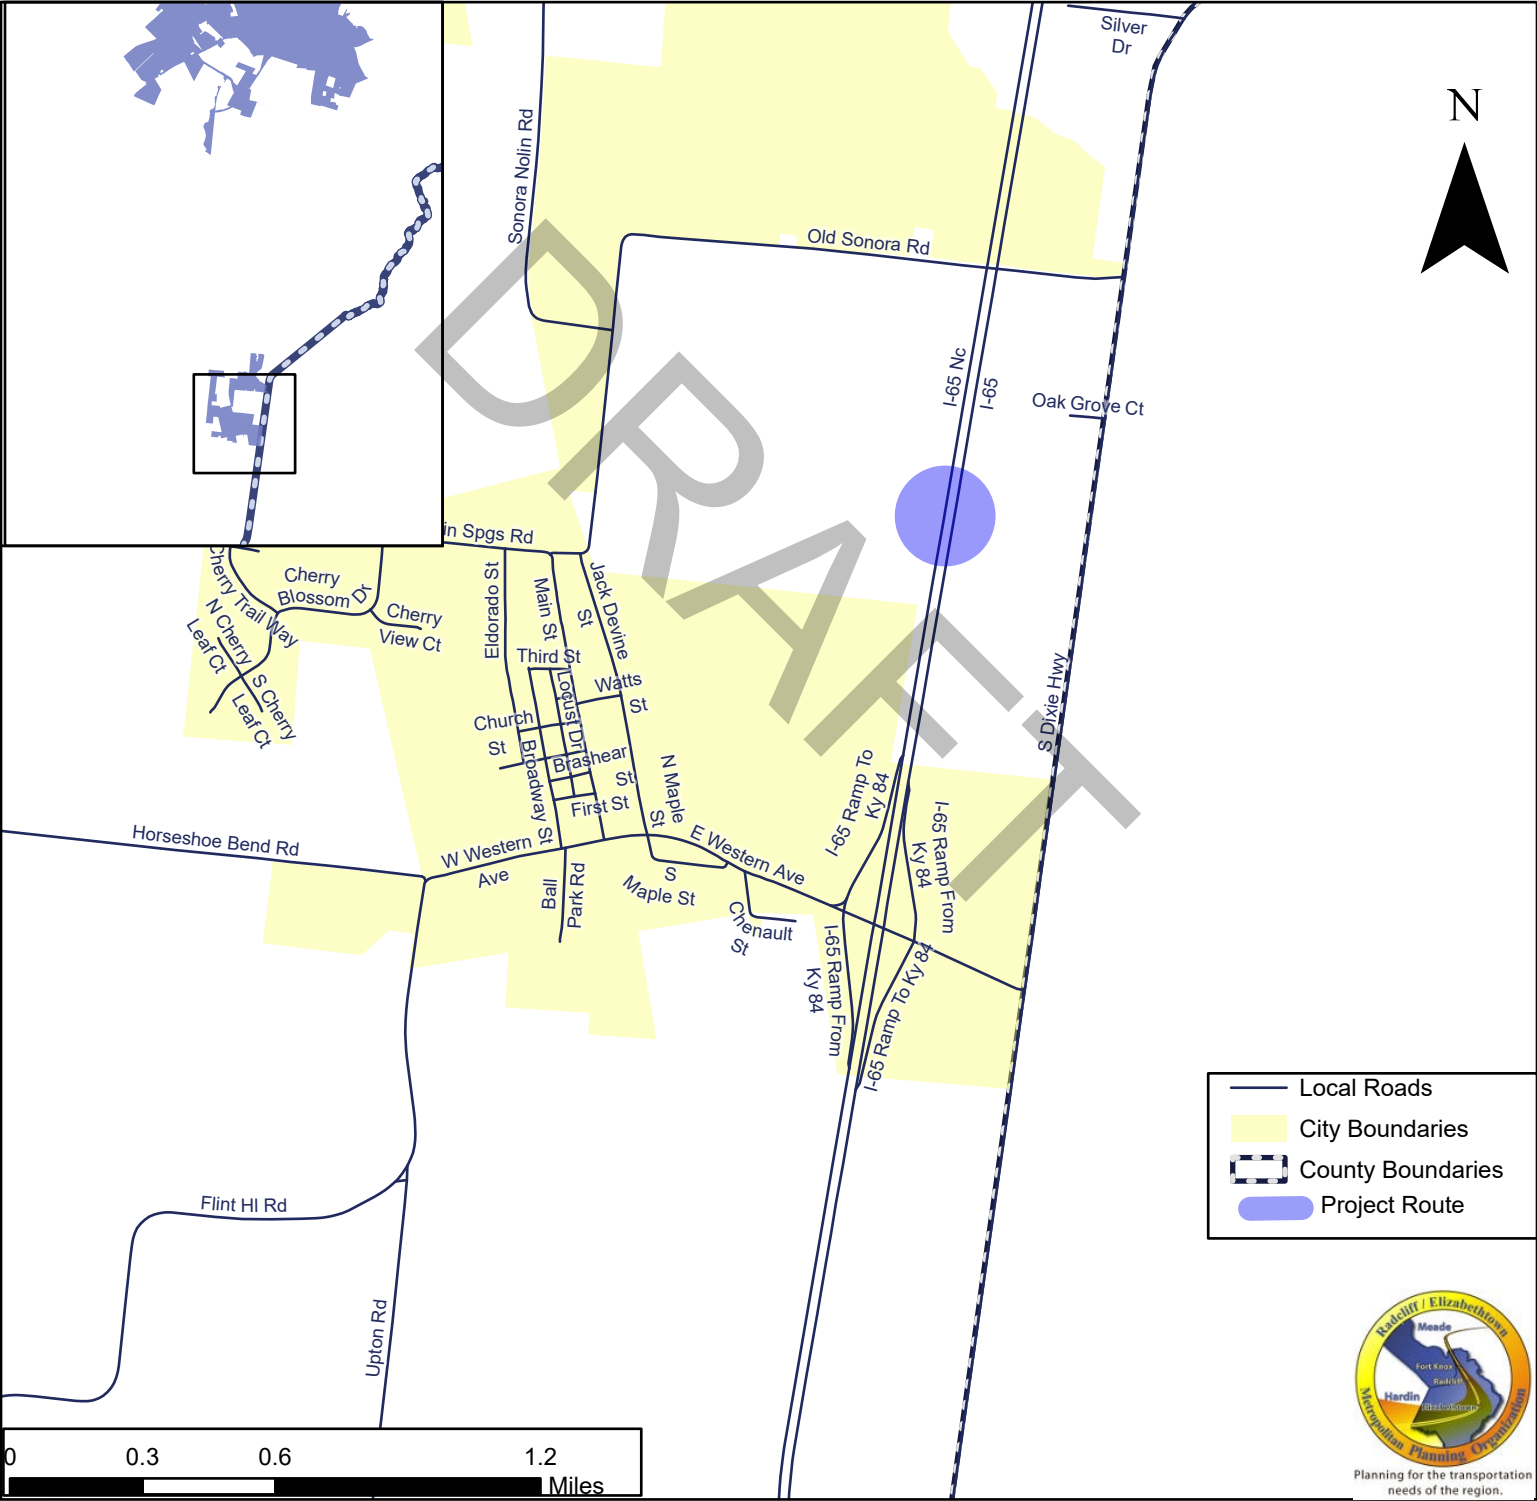 Silver
Dr
N
Sonora Nolin Rd
Old Sonora Rd
I-65 Nc
I-65
Oak Grove Ct
DRAFT
in Spgs Rd
Cherry Trail Way
Cherry
Blossom Dr
Cherry
View Ct
N Cherry
Leaf Ct
S Cherry
Leaf Ct
Eldorado St
Main St
Jack Devine
St
Third St
Locust Dr
Watts
St
Church
St
Broadway St
Brashear
St
First St
N Maple
St
S Dixie Hwy
I-65 Ramp To
Ky 84
I-65 Ramp From
Ky 84
Horseshoe Bend Rd
W Western
Ave
E Western Ave
Ball
Park Rd
S
Maple St
Chenault
St
I-65 Ramp From
Ky 84
I-65 Ramp To Ky 84
Flint Hl Rd
Upton Rd
Local Roads
City Boundaries
County Boundaries
Project Route
0 0.3 0.6 1.2
Miles
Radcliff / Elizabethtown
Meade
Fort Knox
Radcliff
Hardin
Elizabethtown
Metropolitan Planning Organization
Planning for the transportation
needs of the region.